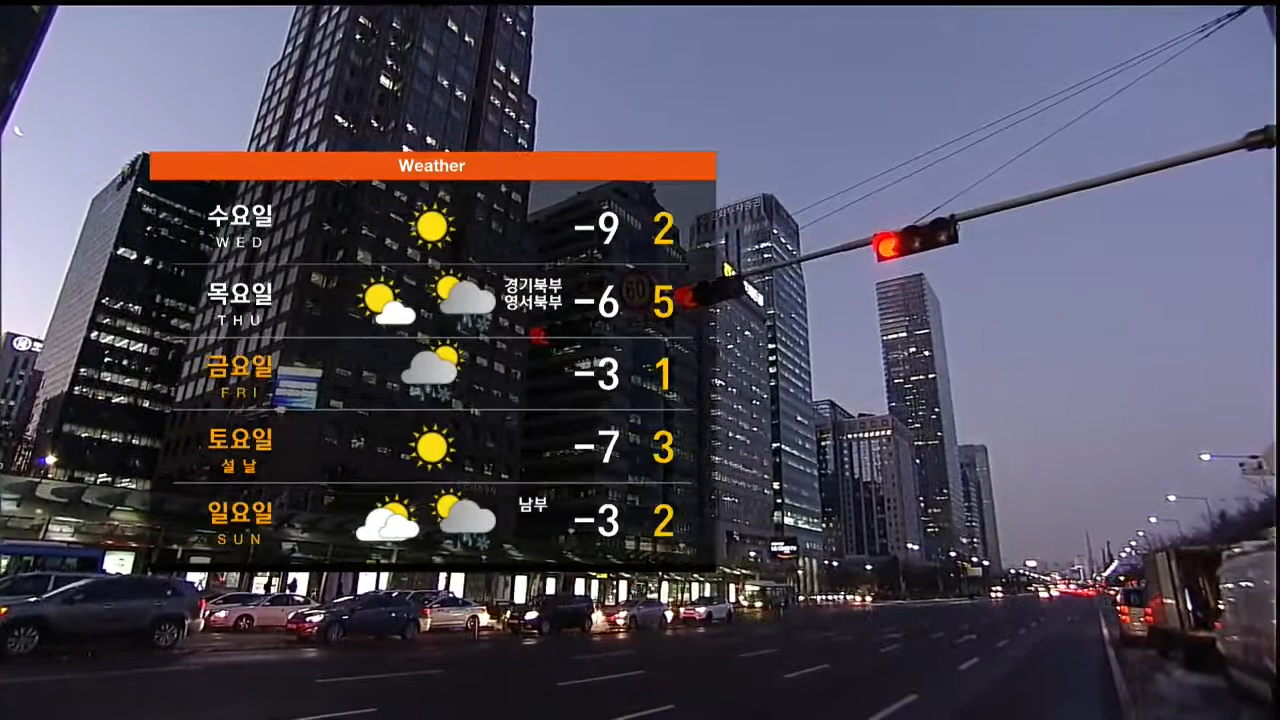 Weather
수요일
WED
-9 2
목요일
THU
경기북부
영서북부
-6 5
60
금요일
FRI
-3 1
토요일
설날
-7 3
일요일
SUN
남부
-3 2